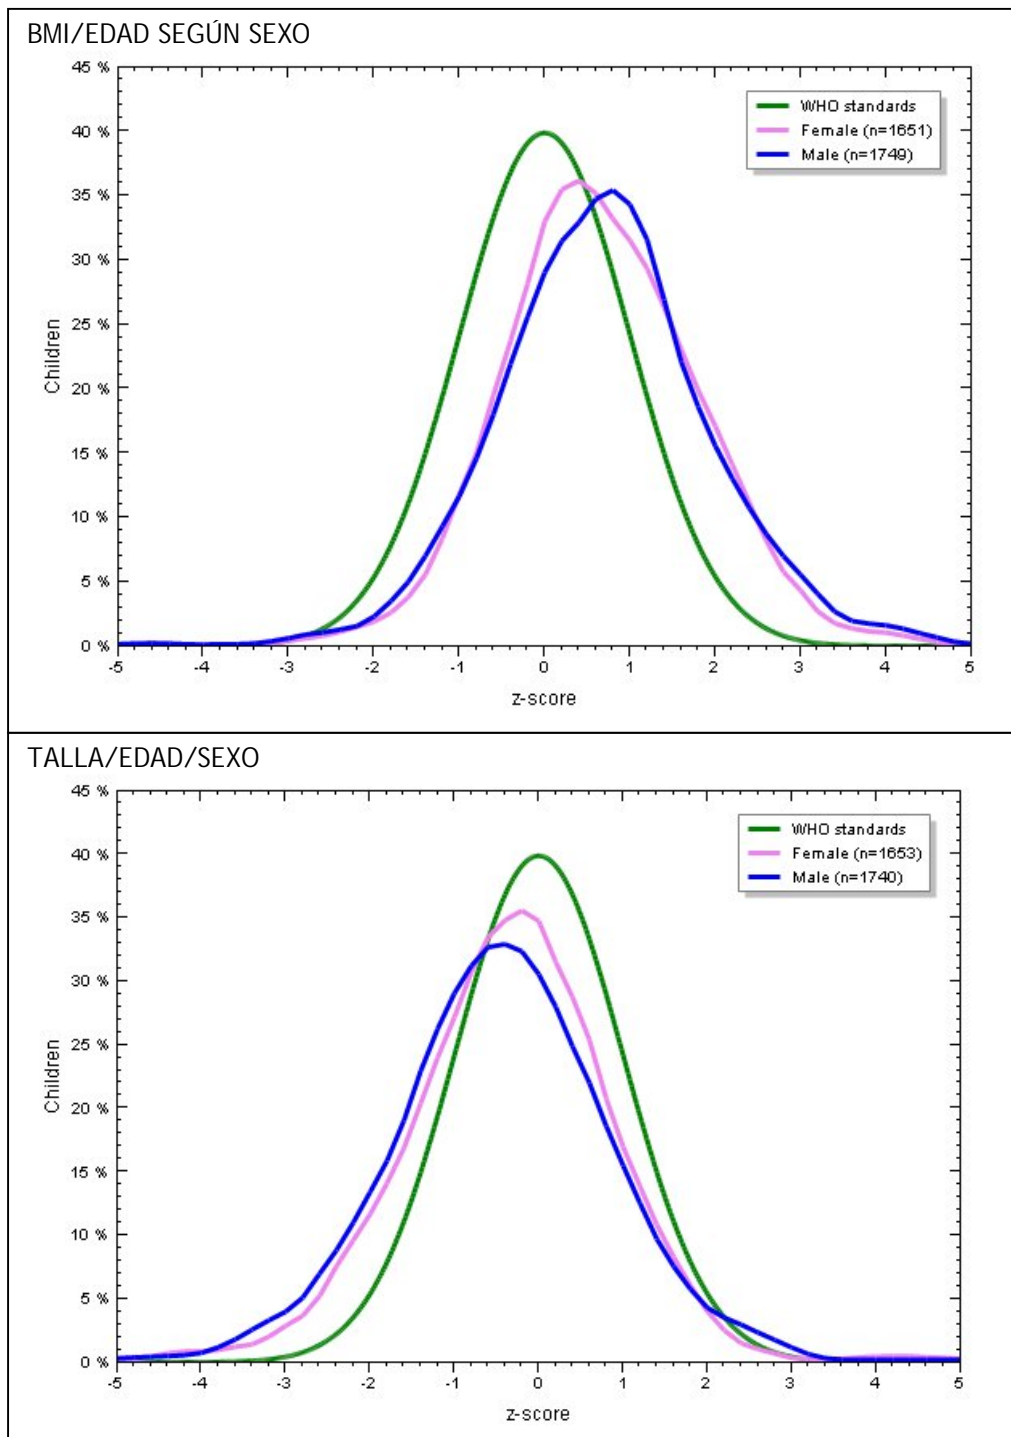 BMI/EDAD SEGÚN SEXO
45 %
40 %
35 %
30 %
25 %
20 %
15 %
10 %
5 %
0 %
Children
WHO standards
Female (n=1651)
Male (n=1749)
-5 -4 -3 -2 -1 0 1 2 3 4 5
z-score
TALLA/EDAD/SEXO
45 %
40 %
35 %
30 %
25 %
20 %
15 %
10 %
5 %
0 %
Children
WHO standards
Female (n=1653)
Male (n=1740)
-5 -4 -3 -2 -1 0 1 2 3 4 5
z-score